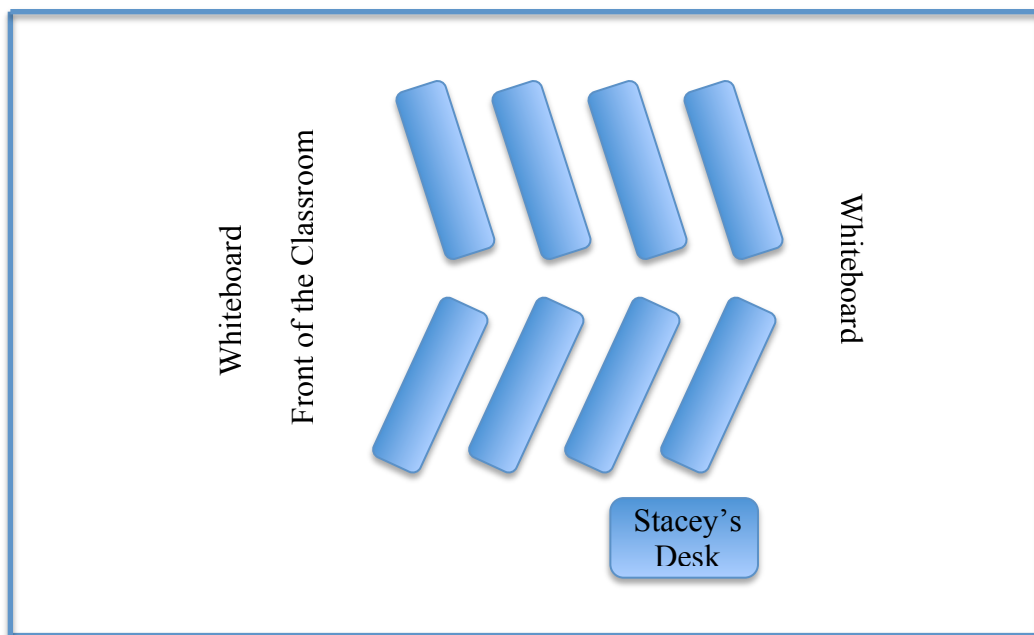 Whiteboard
Front of the Classroom
Whiteboard
Stacey’s
Desk